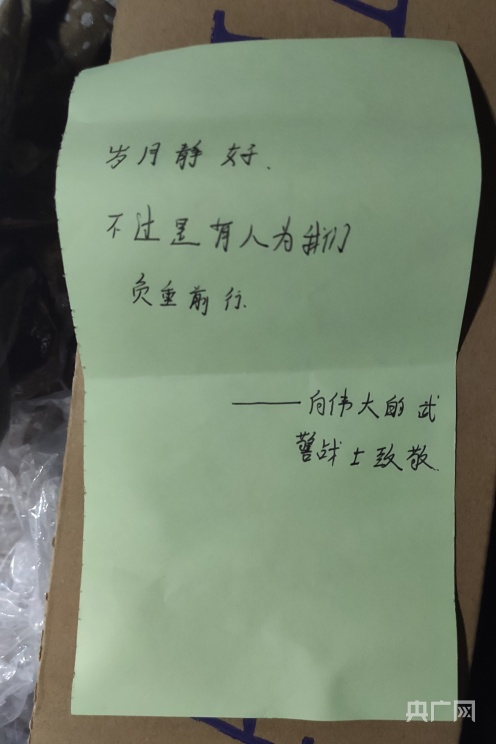 岁月静好、
不过是有人为我们
负重前行.
——向伟大的武
警战士致敬.
央广网